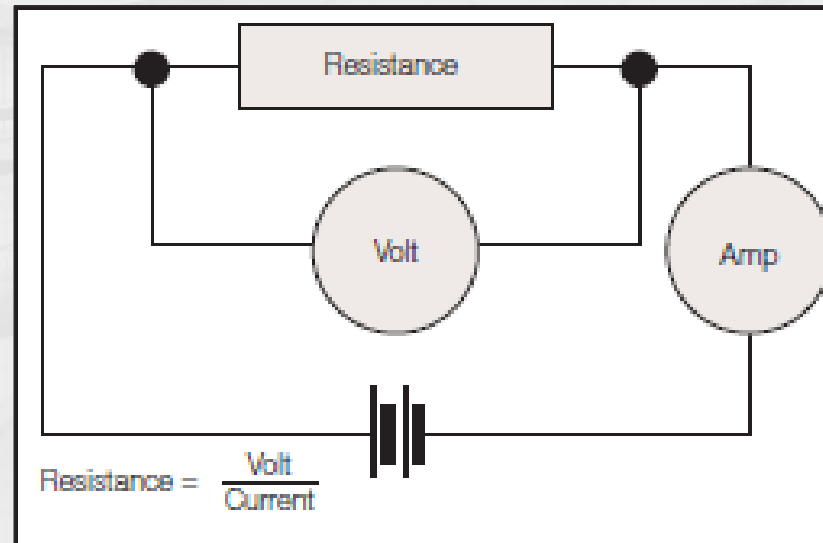 Resistance
Volt
Amp
Resistance = Volt
Current